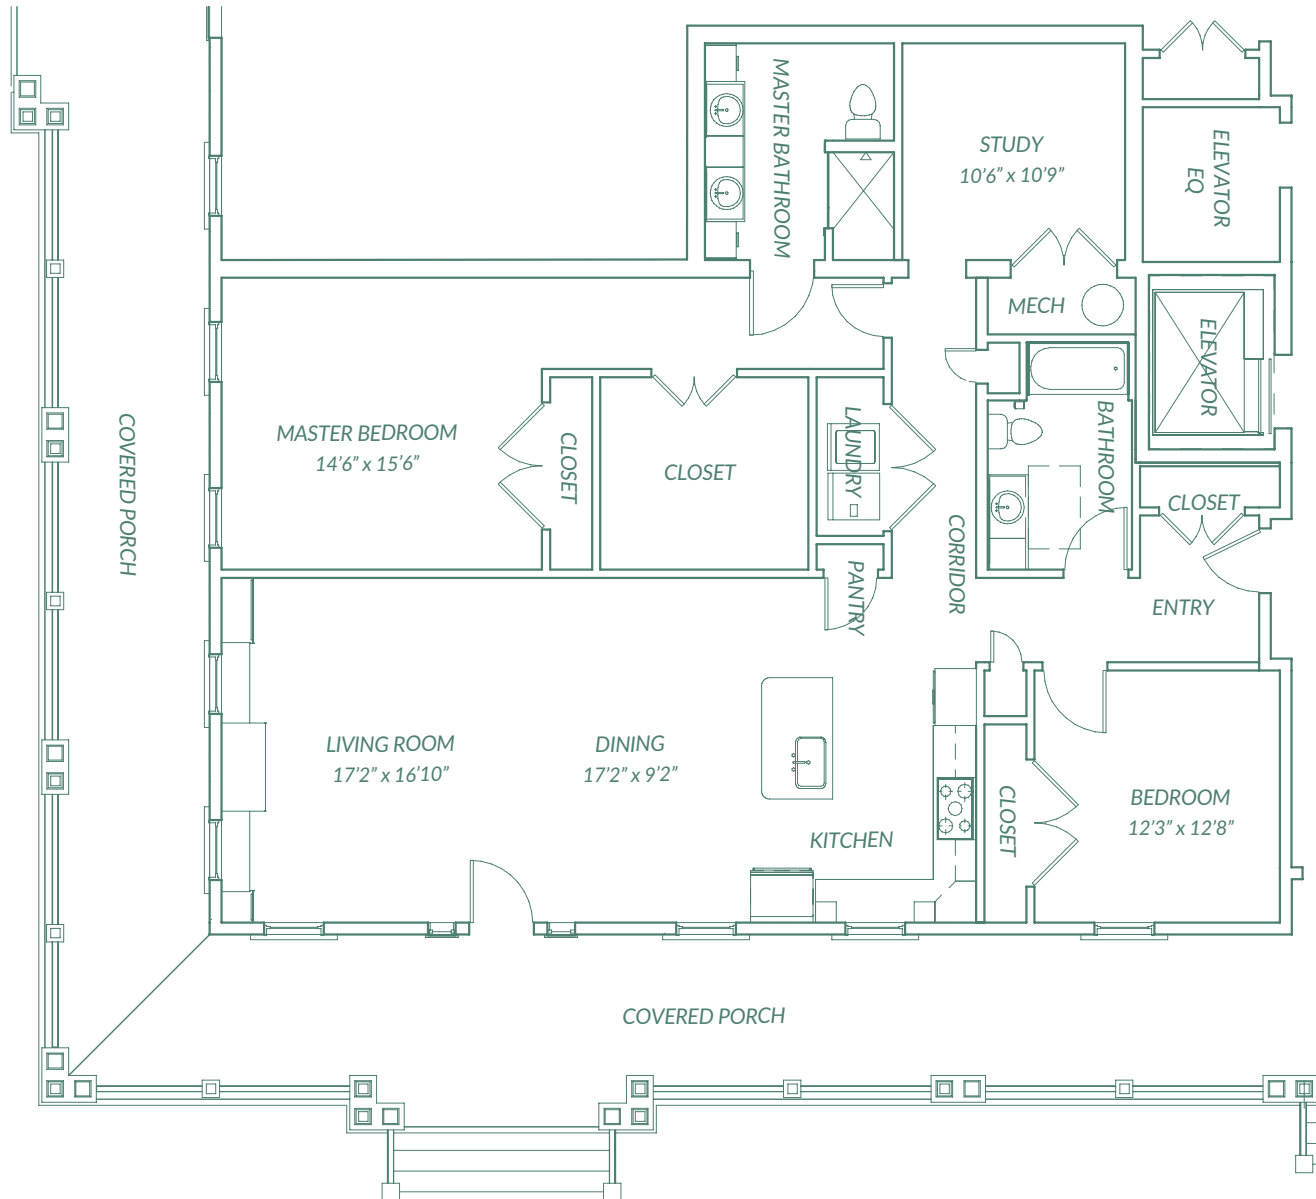 MASTER BATHROOM
STUDY
10'6" x 10'9"
ELEVATOR
EQ
MECH
ELEVATOR
COVERED PORCH
MASTER BEDROOM
14'6" x 15'6"
CLOSET
CLOSET
LAUNDRY
BATHROOM
CLOSET
CORRIDOR
PANTRY
ENTRY
LIVING ROOM
17'2" x 16'10"
DINING
17'2" x 9'2"
KITCHEN
CLOSET
BEDROOM
12'3" x 12'8"
COVERED PORCH